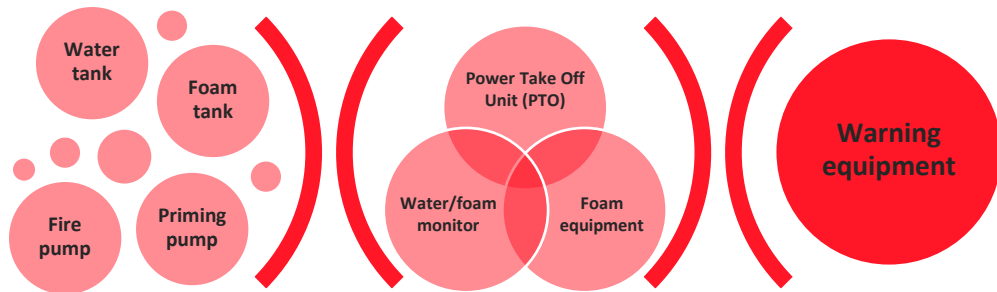 Water
tank
Foam
tank
Fire
pump
Priming
pump
Power Take Off
Unit (PTO)
Water/foam
monitor
Foam
equipment
Warning
equipment